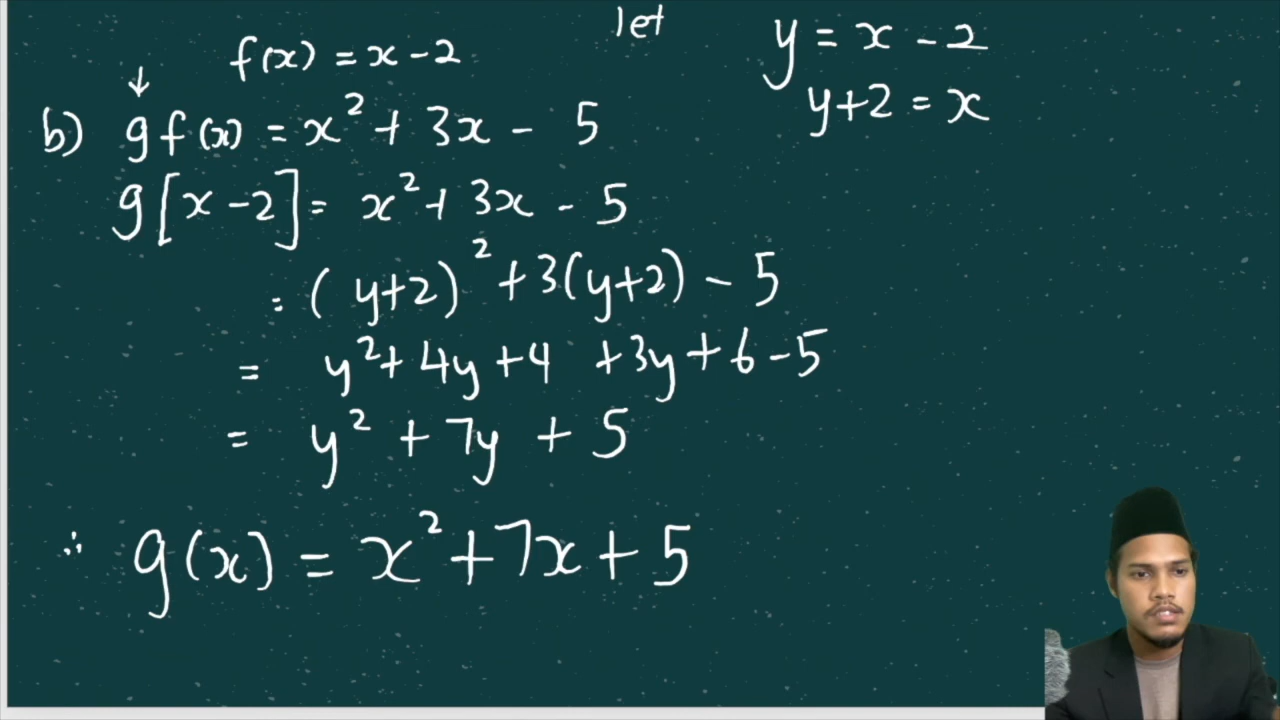 let
y = x - 2
y+2 = x
f(x) = x-2
↓
b) g f(x) = x² + 3x - 5
g[x-2] = x² + 3x - 5
= (y+2)² + 3(y+2) - 5
= y² + 4y + 4 + 3y + 6 - 5
= y² + 7y + 5
∴ g(x) = x² + 7x + 5